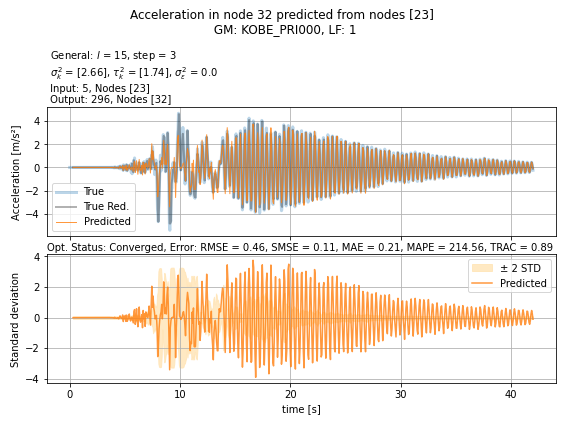 Acceleration in node 32 predicted from nodes [23]
GM: KOBE_PRI000, LF: 1
General: l = 15, step = 3
σ²ₖ = [2.66], τ²ₖ = [1.74], σ²ε = 0.0
Input: 5, Nodes [23]
Output: 296, Nodes [32]
Acceleration [m/s²]
4
2
0
−2
−4
True
True Red.
Predicted
Opt. Status: Converged, Error: RMSE = 0.46, SMSE = 0.11, MAE = 0.21, MAPE = 214.56, TRAC = 0.89
Standard deviation
4
2
0
−2
−4
± 2 STD
Predicted
0 10 20 30 40
time [s]